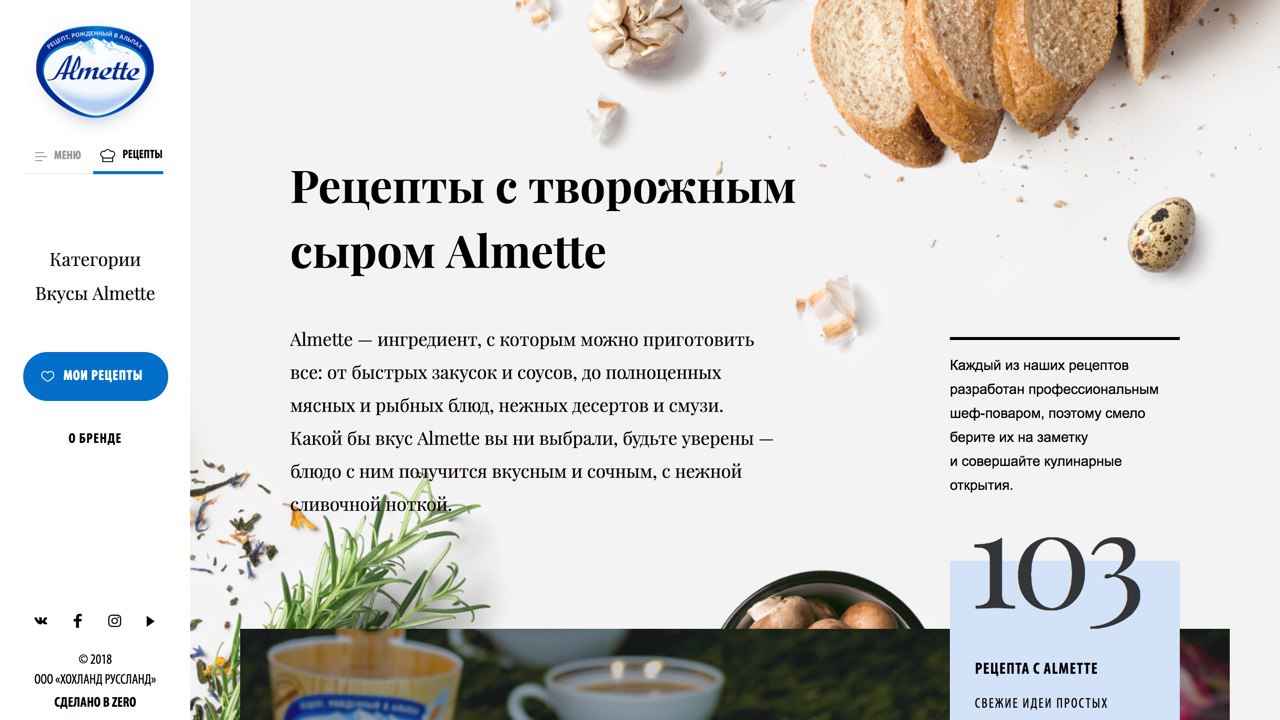 РЕЦЕПТ, РОЖДЕННЫЙ В АЛЬПАХ
Almette
МЕНЮ
РЕЦЕПТЫ
Категории
Вкусы Almette
МОИ РЕЦЕПТЫ
О БРЕНДЕ
© 2018
ООО «ХОХЛАНД РУССЛАНД»
СДЕЛАНО В ZERO
Рецепты с творожным
сыром Almette
Almette — ингредиент, с которым можно приготовить
все: от быстрых закусок и соусов, до полноценных
мясных и рыбных блюд, нежных десертов и смузи.
Какой бы вкус Almette вы ни выбрали, будьте уверены —
блюдо с ним получится вкусным и сочным, с нежной
сливочной ноткой.
Каждый из наших рецептов
разработан профессиональным
шеф-поваром, поэтому смело
берите их на заметку
и совершайте кулинарные
открытия.
103
РЕЦЕПТА С ALMETTE
СВЕЖИЕ ИДЕИ ПРОСТЫХ